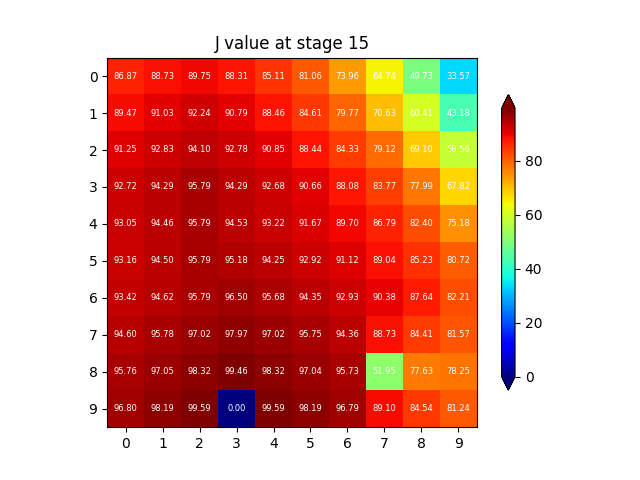 J value at stage 15
0 86.87 88.73 89.75 88.31 85.11 81.06 73.96 64.74 49.73 33.57
1 89.47 91.03 92.24 90.79 88.46 84.61 79.77 70.63 60.41 43.18
2 91.25 92.83 94.10 92.78 90.85 88.44 84.33 79.12 69.10 58.56
3 92.72 94.29 95.79 94.29 92.68 90.66 88.08 83.77 77.99 67.82
4 93.05 94.46 95.79 94.53 93.22 91.67 89.70 86.79 82.40 75.18
5 93.16 94.50 95.79 95.18 94.25 92.92 91.12 89.04 85.23 80.72
6 93.42 94.62 95.79 96.50 95.68 94.35 92.93 90.38 87.64 82.21
7 94.60 95.78 97.02 97.97 97.02 95.75 94.36 88.73 84.41 81.57
8 95.76 97.05 98.32 99.46 98.32 97.04 95.73 51.95 77.63 78.25
9 96.80 98.19 99.59 0.00 99.59 98.19 96.79 89.10 84.54 81.24
0 1 2 3 4 5 6 7 8 9
80
60
40
20
0